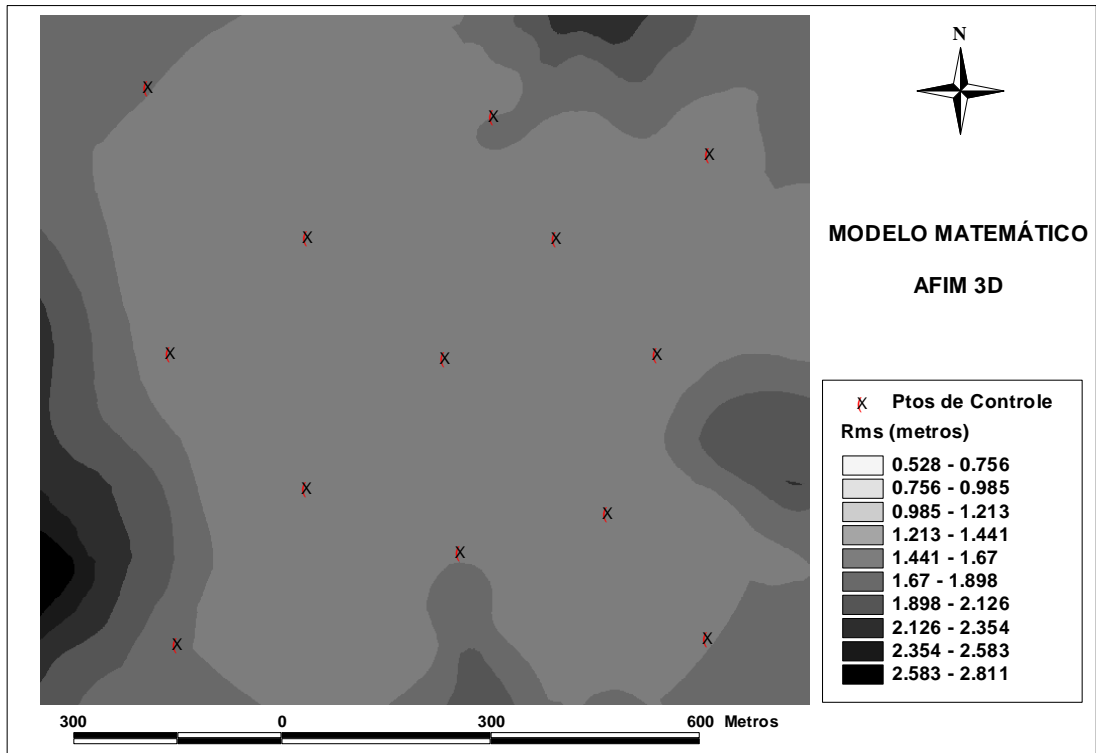 N
MODELO MATEMÁTICO
AFIM 3D
X Ptos de Controle
Rms (metros)
0.528 - 0.756
0.756 - 0.985
0.985 - 1.213
1.213 - 1.441
1.441 - 1.67
1.67 - 1.898
1.898 - 2.126
2.126 - 2.354
2.354 - 2.583
2.583 - 2.811
300 0 300 600 Metros